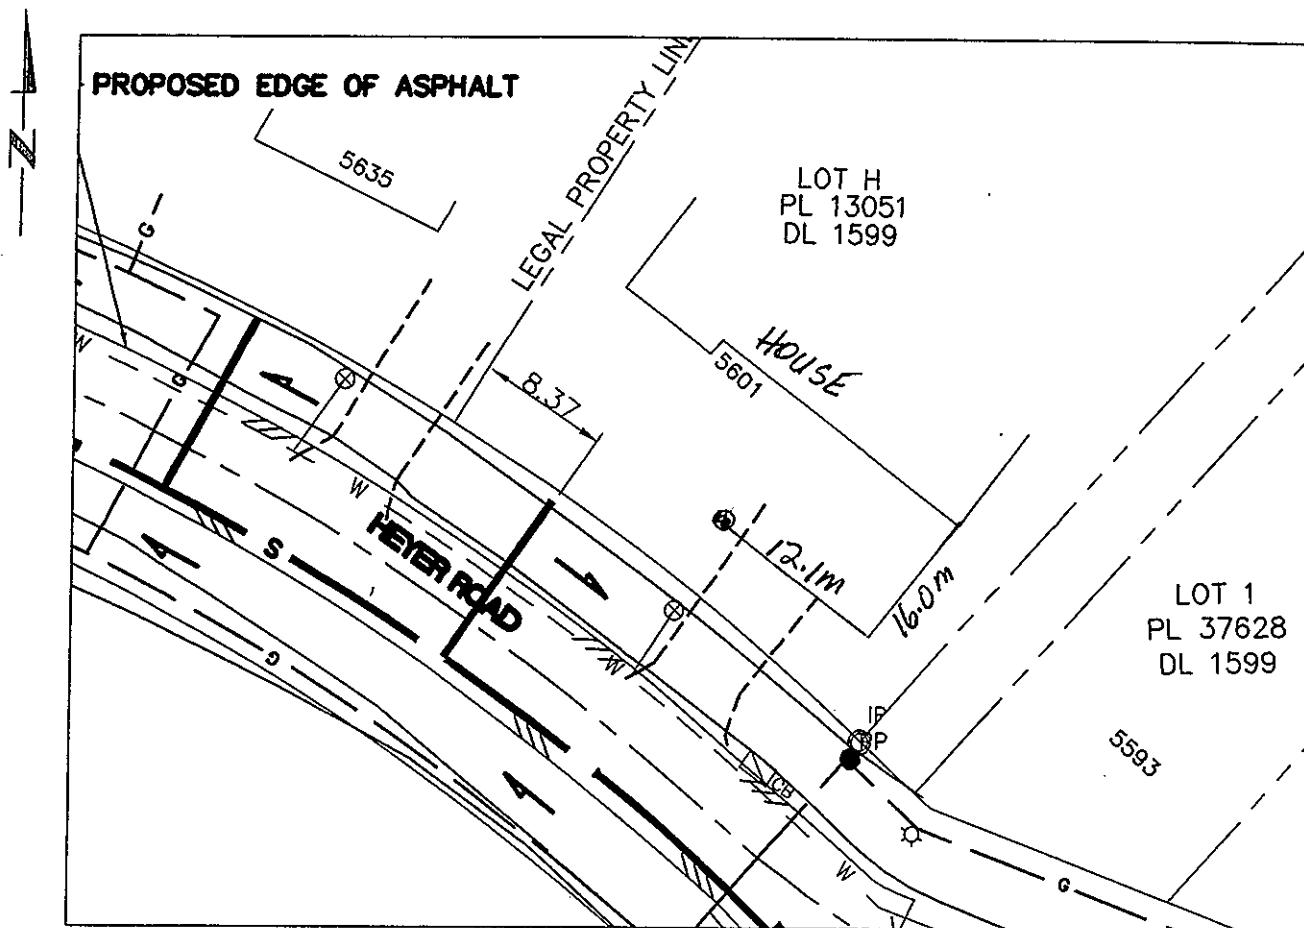 N
PROPOSED EDGE OF ASPHALT
5635
LEGAL PROPERTY LINE
LOT H
PL 13051
DL 1599
G
HOUSE
5601
8.37
G
W
W
HEYER ROAD
S
12.1m
16.0m
LOT 1
PL 37628
DL 1599
W
G
IP
5593
CB
W
G